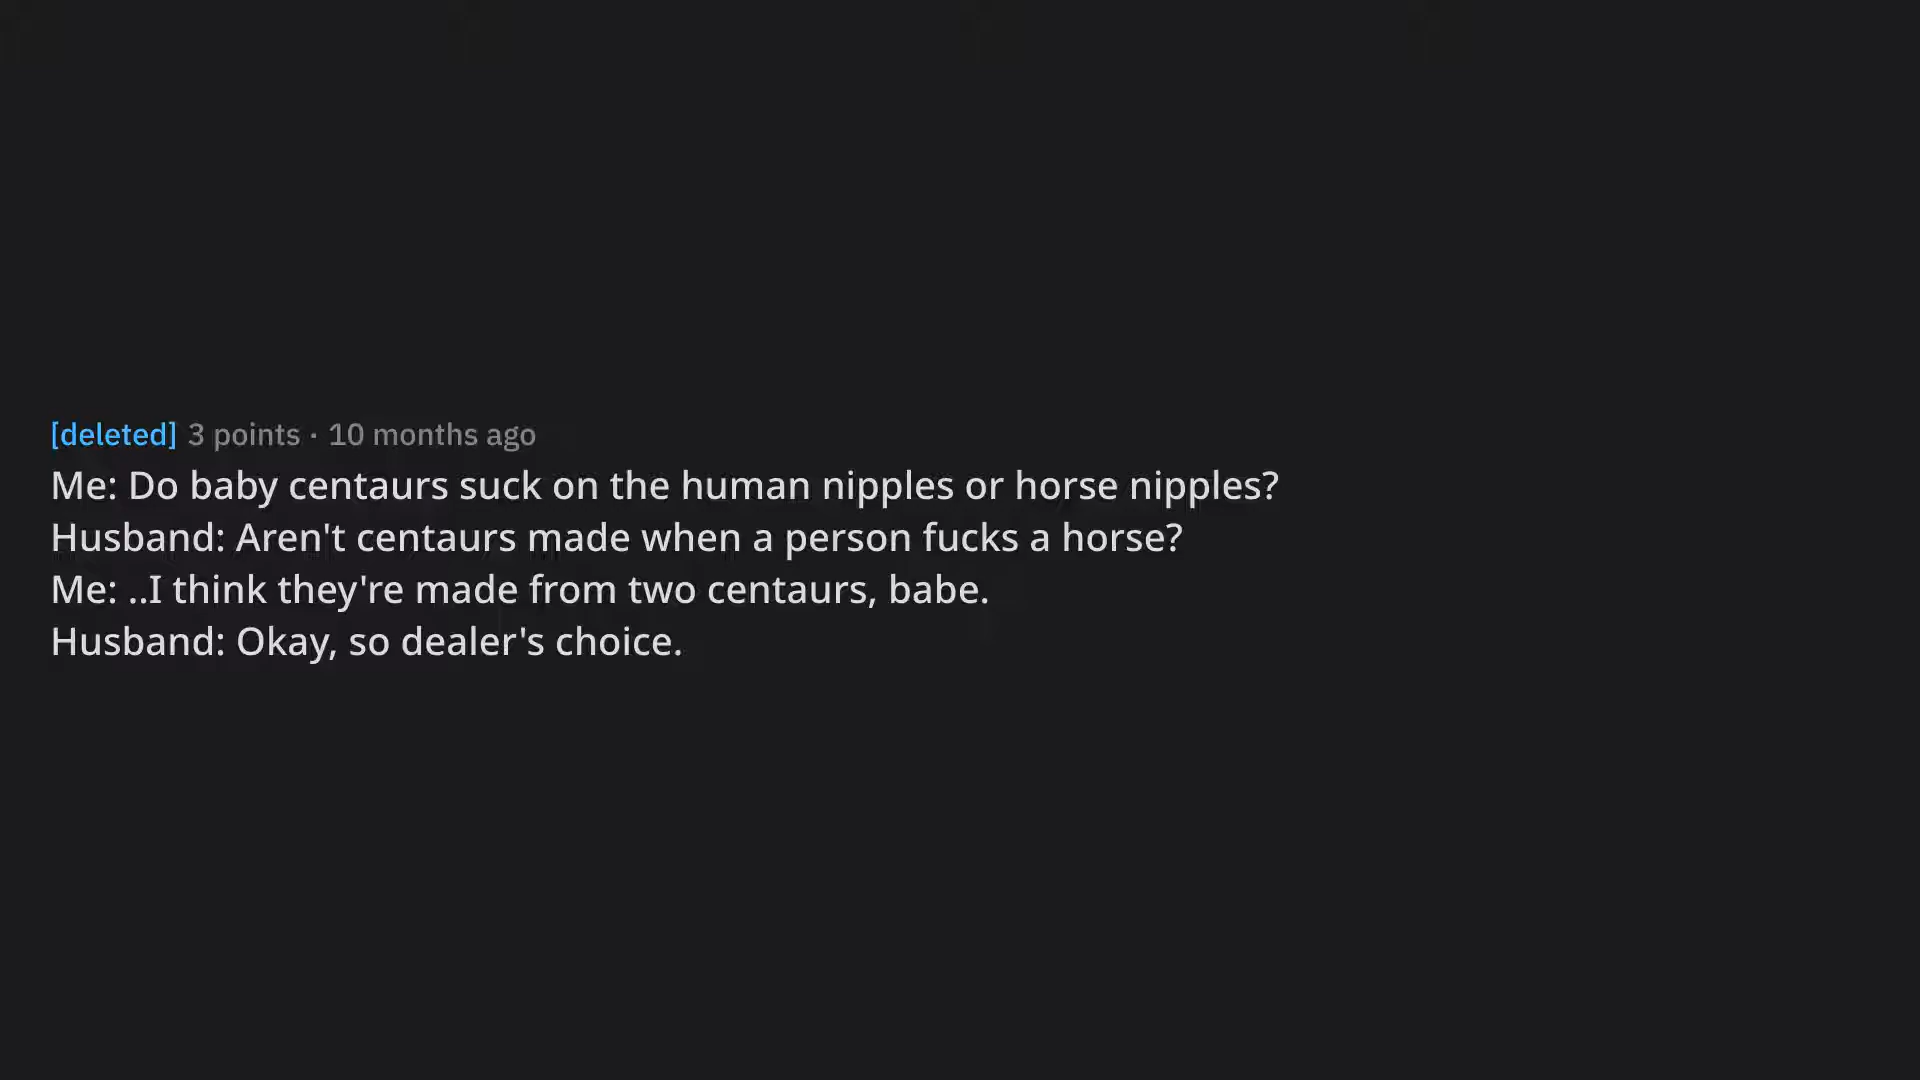 [deleted] 3 points · 10 months ago
Me: Do baby centaurs suck on the human nipples or horse nipples?
Husband: Aren't centaurs made when a person fucks a horse?
Me: ..I think they're made from two centaurs, babe.
Husband: Okay, so dealer's choice.